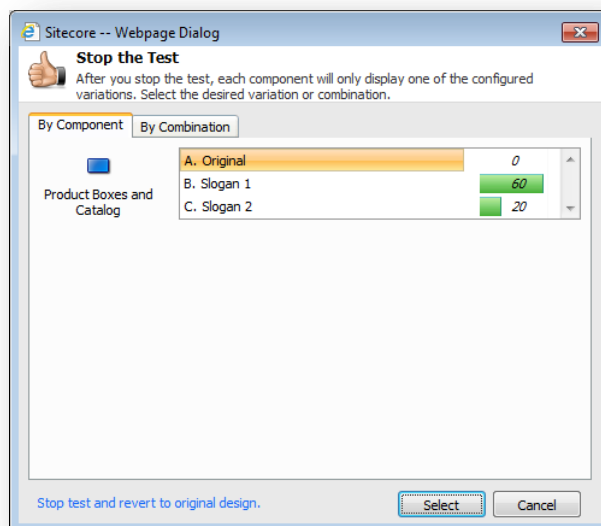 Sitecore -- Webpage Dialog
Stop the Test
After you stop the test, each component will only display one of the configured
variations. Select the desired variation or combination.
By Component By Combination
Product Boxes and
Catalog
A. Original 0
B. Slogan 1 60
C. Slogan 2 20
Stop test and revert to original design.
Select Cancel